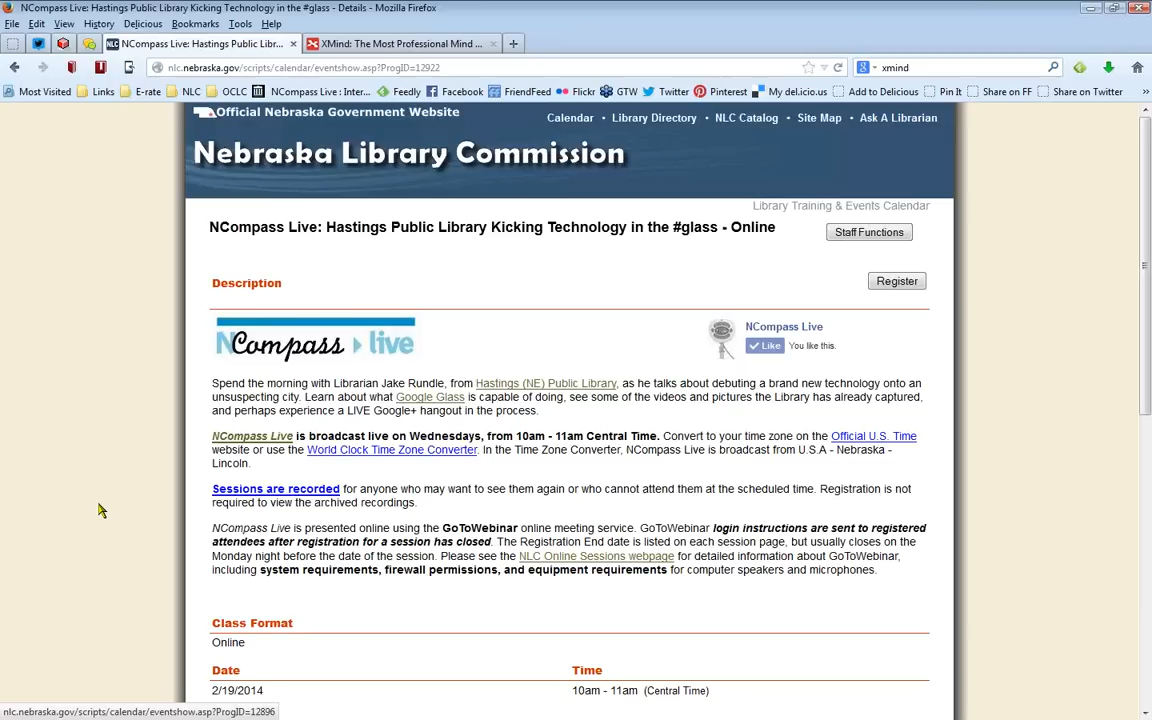 NCompass Live: Hastings Public Library Kicking Technology in the #glass - Details - Mozilla Firefox
File Edit View History Delicious Bookmarks Tools Help
NCompass Live: Hastings Public Libr... × XMind: The Most Professional Mind ... ×
nlc.nebraska.gov/scripts/calendar/eventshow.asp?ProgID=12922 xmind
Most Visited Links E-rate NLC OCLC NCompass Live : Inter... Feedly Facebook FriendFeed Flickr GTW Twitter Pinterest My del.icio.us Add to Delicious Pin It Share on FF Share on Twitter »
Official Nebraska Government Website
Calendar • Library Directory • NLC Catalog • Site Map • Ask A Librarian
Nebraska Library Commission
Library Training & Events Calendar
NCompass Live: Hastings Public Library Kicking Technology in the #glass - Online
Staff Functions
Description
Register
NCompass live
NCompass Live
Like You like this.
Spend the morning with Librarian Jake Rundle, from Hastings (NE) Public Library, as he talks about debuting a brand new technology onto an
unsuspecting city. Learn about what Google Glass is capable of doing, see some of the videos and pictures the Library has already captured,
and perhaps experience a LIVE Google+ hangout in the process.
NCompass Live is broadcast live on Wednesdays, from 10am - 11am Central Time. Convert to your time zone on the Official U.S. Time
website or use the World Clock Time Zone Converter. In the Time Zone Converter, NCompass Live is broadcast from U.S.A - Nebraska -
Lincoln.
Sessions are recorded for anyone who may want to see them again or who cannot attend them at the scheduled time. Registration is not
required to view the archived recordings.
NCompass Live is presented online using the GoToWebinar online meeting service. GoToWebinar login instructions are sent to registered
attendees after registration for a session has closed. The Registration End date is listed on each session page, but usually closes on the
Monday night before the date of the session. Please see the NLC Online Sessions webpage for detailed information about GoToWebinar,
including system requirements, firewall permissions, and equipment requirements for computer speakers and microphones.
Class Format
Online
Date Time
2/19/2014 10am - 11am (Central Time)
nlc.nebraska.gov/scripts/calendar/eventshow.asp?ProgID=12896